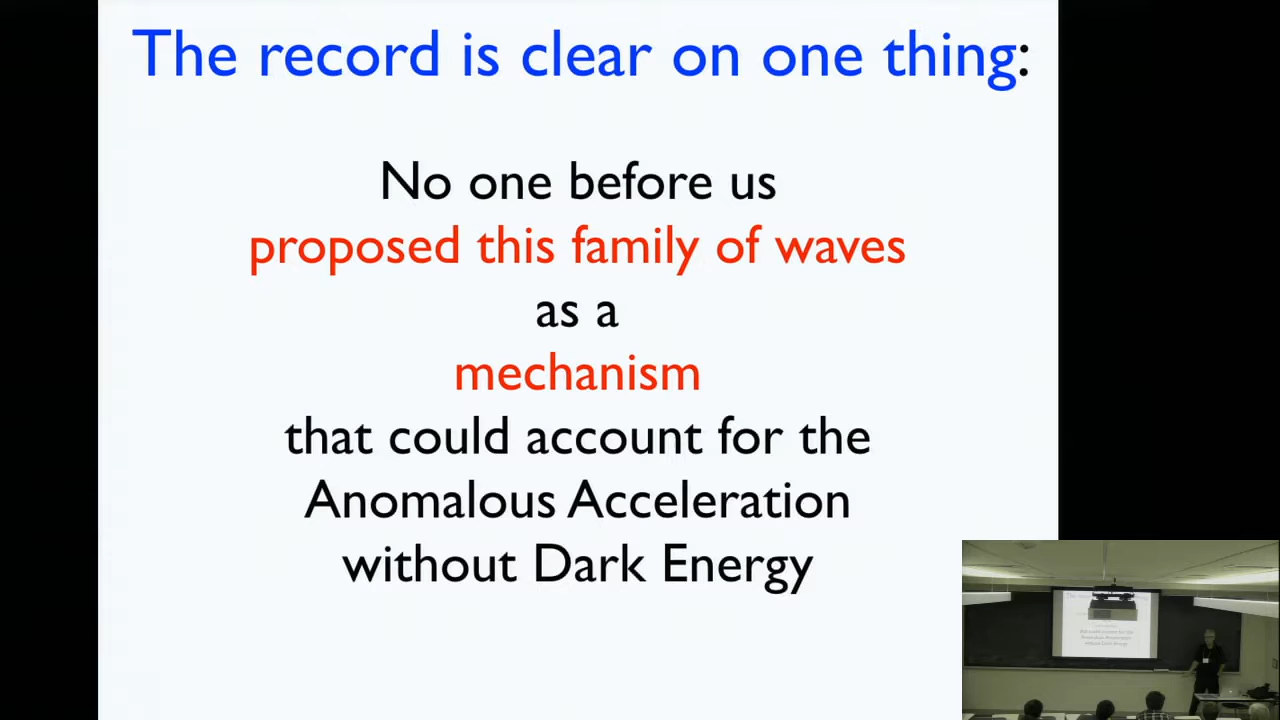 The record is clear on one thing:
No one before us
proposed this family of waves
as a
mechanism
that could account for the
Anomalous Acceleration
without Dark Energy